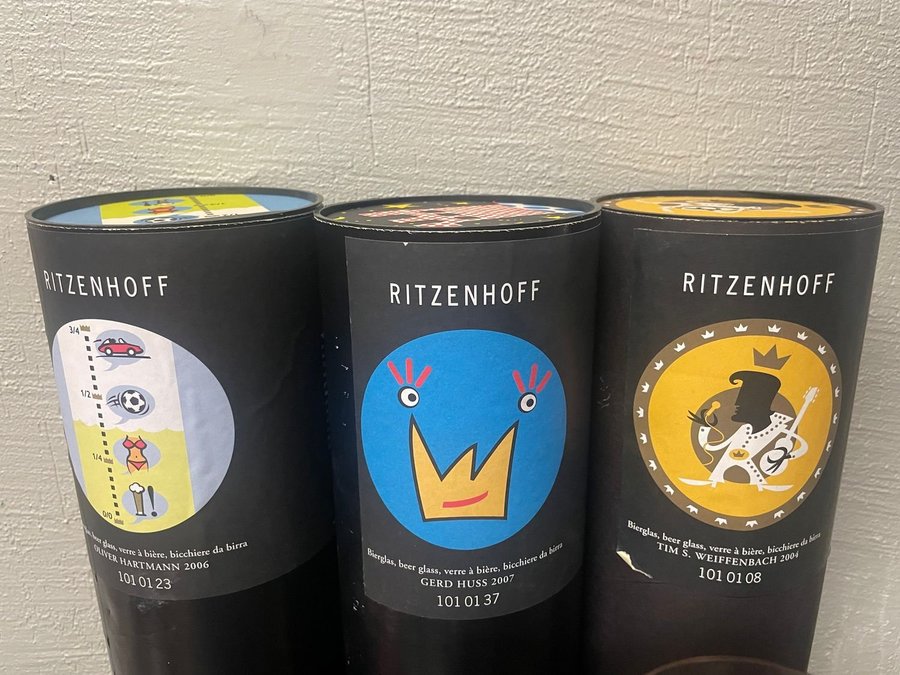 RITZENHOFF
3/4
1/2
1/4
0/0
beer glass, verre à bière, bicchiere da birra
OLIVER HARTMANN 2006
101 01 23
RITZENHOFF
Bierglas, beer glass, verre à bière, bicchiere da birra
GERD HUSS 2007
101 01 37
RITZENHOFF
Bierglas, beer glass, verre à bière, bicchiere da birra
TIM S. WEIFFENBACH 2004
101 01 08